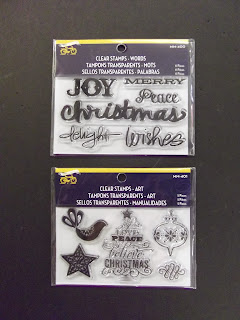 CLEAR STAMPS - WORDS
TAMPONS TRANSPARENTS - MOTS
SELLOS TRANSPARENTES - PALABRAS
JOY MERRY
Peace
christmas
delight wishes
CLEAR STAMPS - ART
TAMPONS TRANSPARENTS - ART
SELLOS TRANSPARENTES - MANUALIDADES
PEACE
believe
CHRISTMAS